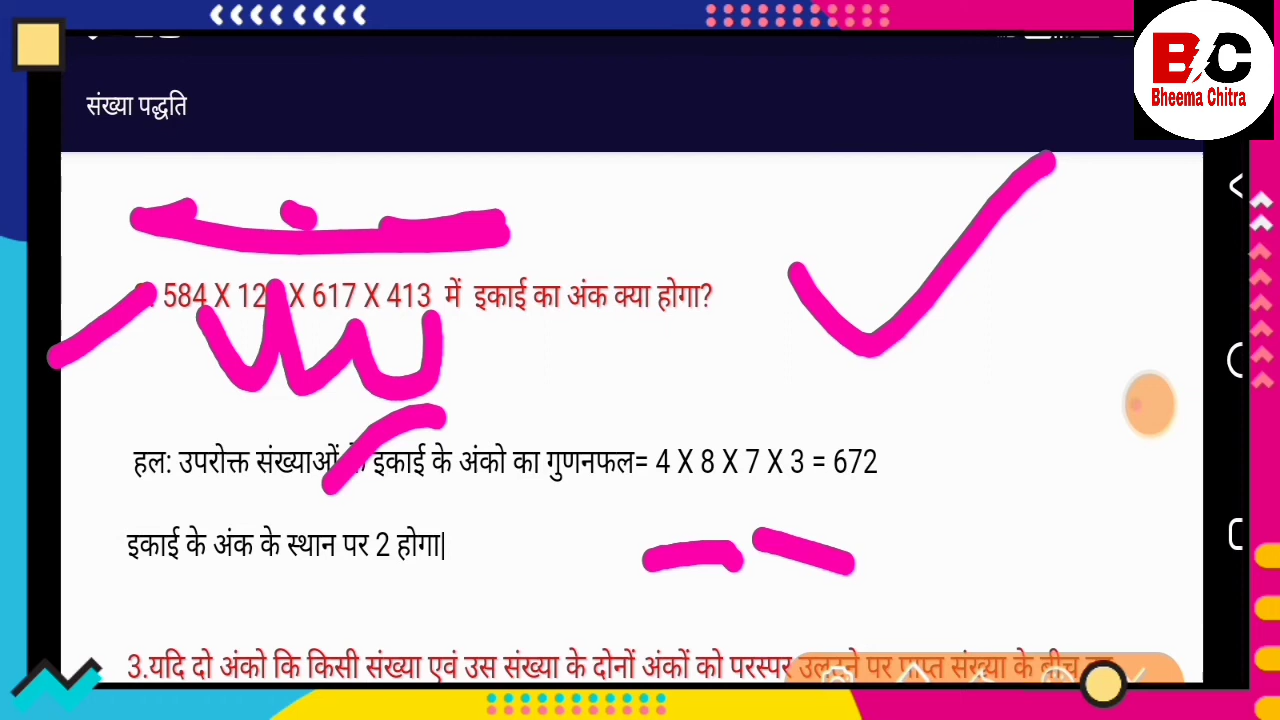 BC
Bheema Chitra
संख्या पद्धति
584 X 12 X 617 X 413 में इकाई का अंक क्या होगा?
हल: उपरोक्त संख्याओं इकाई के अंको का गुणनफल= 4 X 8 X 7 X 3 = 672
इकाई के अंक के स्थान पर 2 होगा|
3.यदि दो अंको कि किसी संख्या एवं उस संख्या के दोनों अंकों को परस्पर